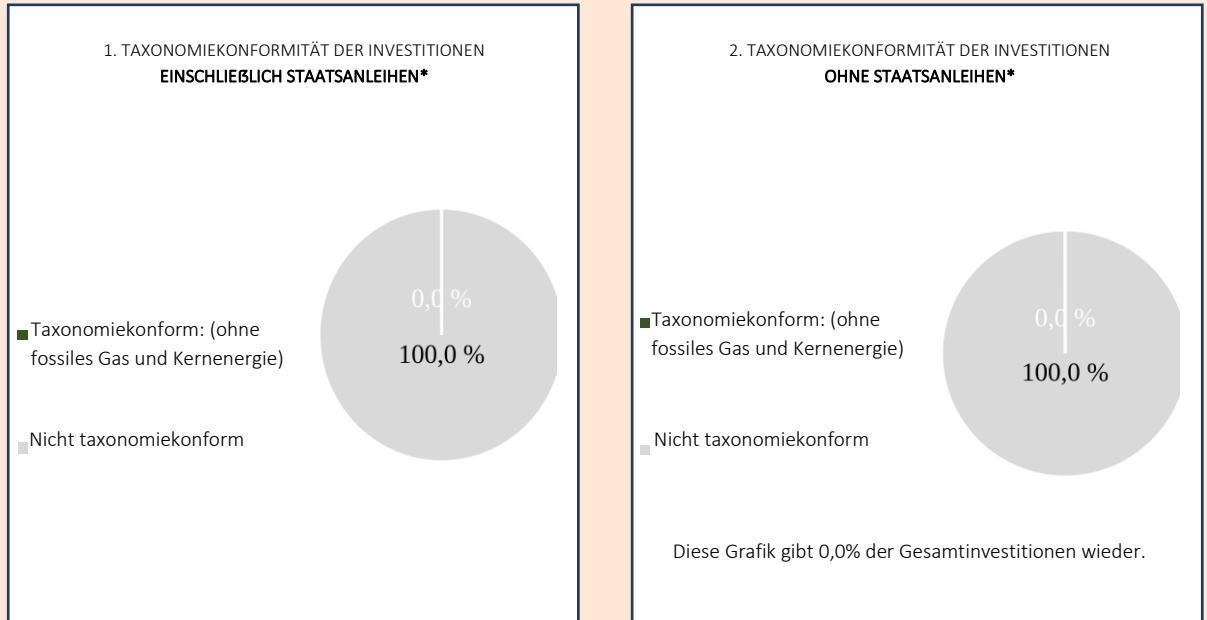 1. TAXONOMIEKONFORMITÄT DER INVESTITIONEN
EINSCHLIEẞLICH STAATSANLEIHEN*
0,0 %
Taxonomiekonform: (ohne
fossiles Gas und Kernenergie)
100,0 %
Nicht taxonomiekonform
2. TAXONOMIEKONFORMITÄT DER INVESTITIONEN
OHNE STAATSANLEIHEN*
0,0 %
Taxonomiekonform: (ohne
fossiles Gas und Kernenergie)
100,0 %
Nicht taxonomiekonform
Diese Grafik gibt 0,0% der Gesamtinvestitionen wieder.